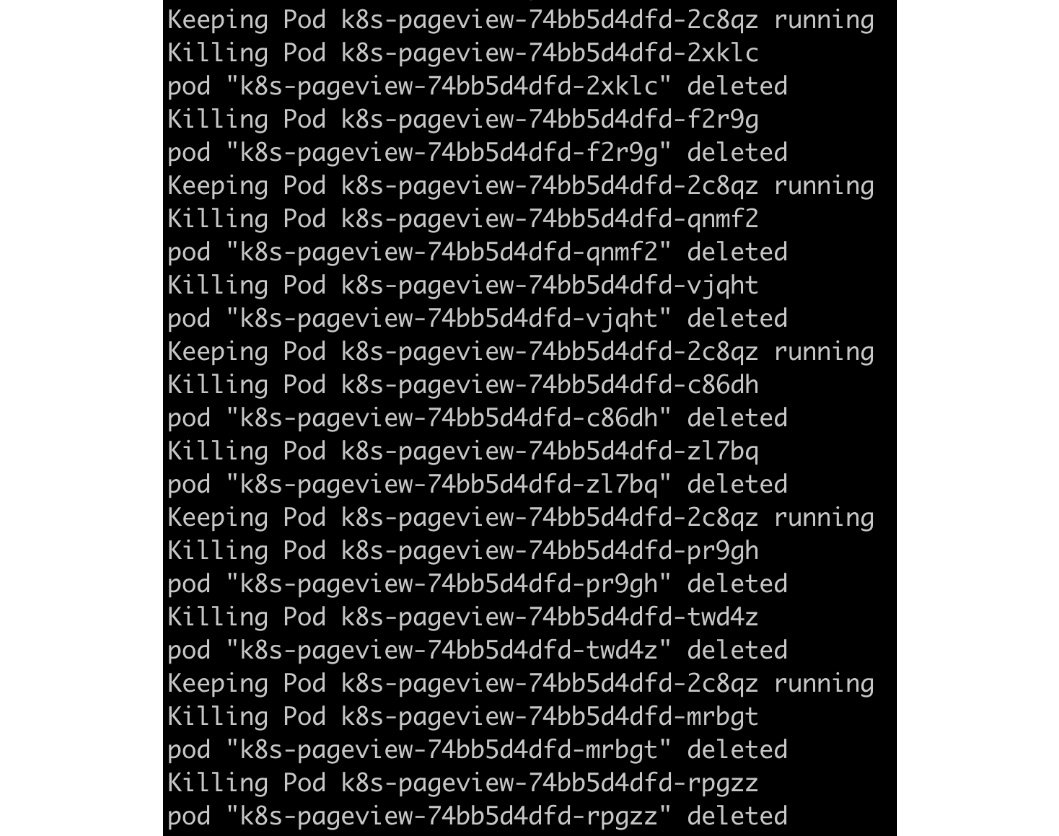 Keeping Pod k8s-pageview-74bb5d4dfd-2c8qz running
Killing Pod k8s-pageview-74bb5d4dfd-2xklc
pod "k8s-pageview-74bb5d4dfd-2xklc" deleted
Killing Pod k8s-pageview-74bb5d4dfd-f2r9g
pod "k8s-pageview-74bb5d4dfd-f2r9g" deleted
Keeping Pod k8s-pageview-74bb5d4dfd-2c8qz running
Killing Pod k8s-pageview-74bb5d4dfd-qnmf2
pod "k8s-pageview-74bb5d4dfd-qnmf2" deleted
Killing Pod k8s-pageview-74bb5d4dfd-vjqht
pod "k8s-pageview-74bb5d4dfd-vjqht" deleted
Keeping Pod k8s-pageview-74bb5d4dfd-2c8qz running
Killing Pod k8s-pageview-74bb5d4dfd-c86dh
pod "k8s-pageview-74bb5d4dfd-c86dh" deleted
Killing Pod k8s-pageview-74bb5d4dfd-zl7bq
pod "k8s-pageview-74bb5d4dfd-zl7bq" deleted
Keeping Pod k8s-pageview-74bb5d4dfd-2c8qz running
Killing Pod k8s-pageview-74bb5d4dfd-pr9gh
pod "k8s-pageview-74bb5d4dfd-pr9gh" deleted
Killing Pod k8s-pageview-74bb5d4dfd-twd4z
pod "k8s-pageview-74bb5d4dfd-twd4z" deleted
Keeping Pod k8s-pageview-74bb5d4dfd-2c8qz running
Killing Pod k8s-pageview-74bb5d4dfd-mrbgt
pod "k8s-pageview-74bb5d4dfd-mrbgt" deleted
Killing Pod k8s-pageview-74bb5d4dfd-rpgzz
pod "k8s-pageview-74bb5d4dfd-rpgzz" deleted